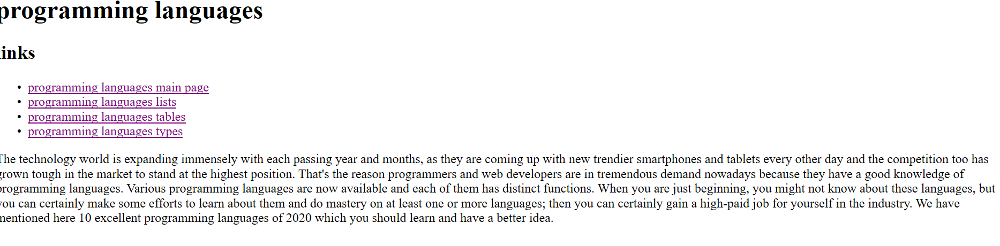 programming languages
links
programming languages main page
programming languages lists
programming languages tables
programming languages types
The technology world is expanding immensely with each passing year and months, as they are coming up with new trendier smartphones and tablets every other day and the competition too has
grown tough in the market to stand at the highest position. That's the reason programmers and web developers are in tremendous demand nowadays because they have a good knowledge of
programming languages. Various programming languages are now available and each of them has distinct functions. When you are just beginning, you might not know about these languages, but
you can certainly make some efforts to learn about them and do mastery on at least one or more languages; then you can certainly gain a high-paid job for yourself in the industry. We have
mentioned here 10 excellent programming languages of 2020 which you should learn and have a better idea.